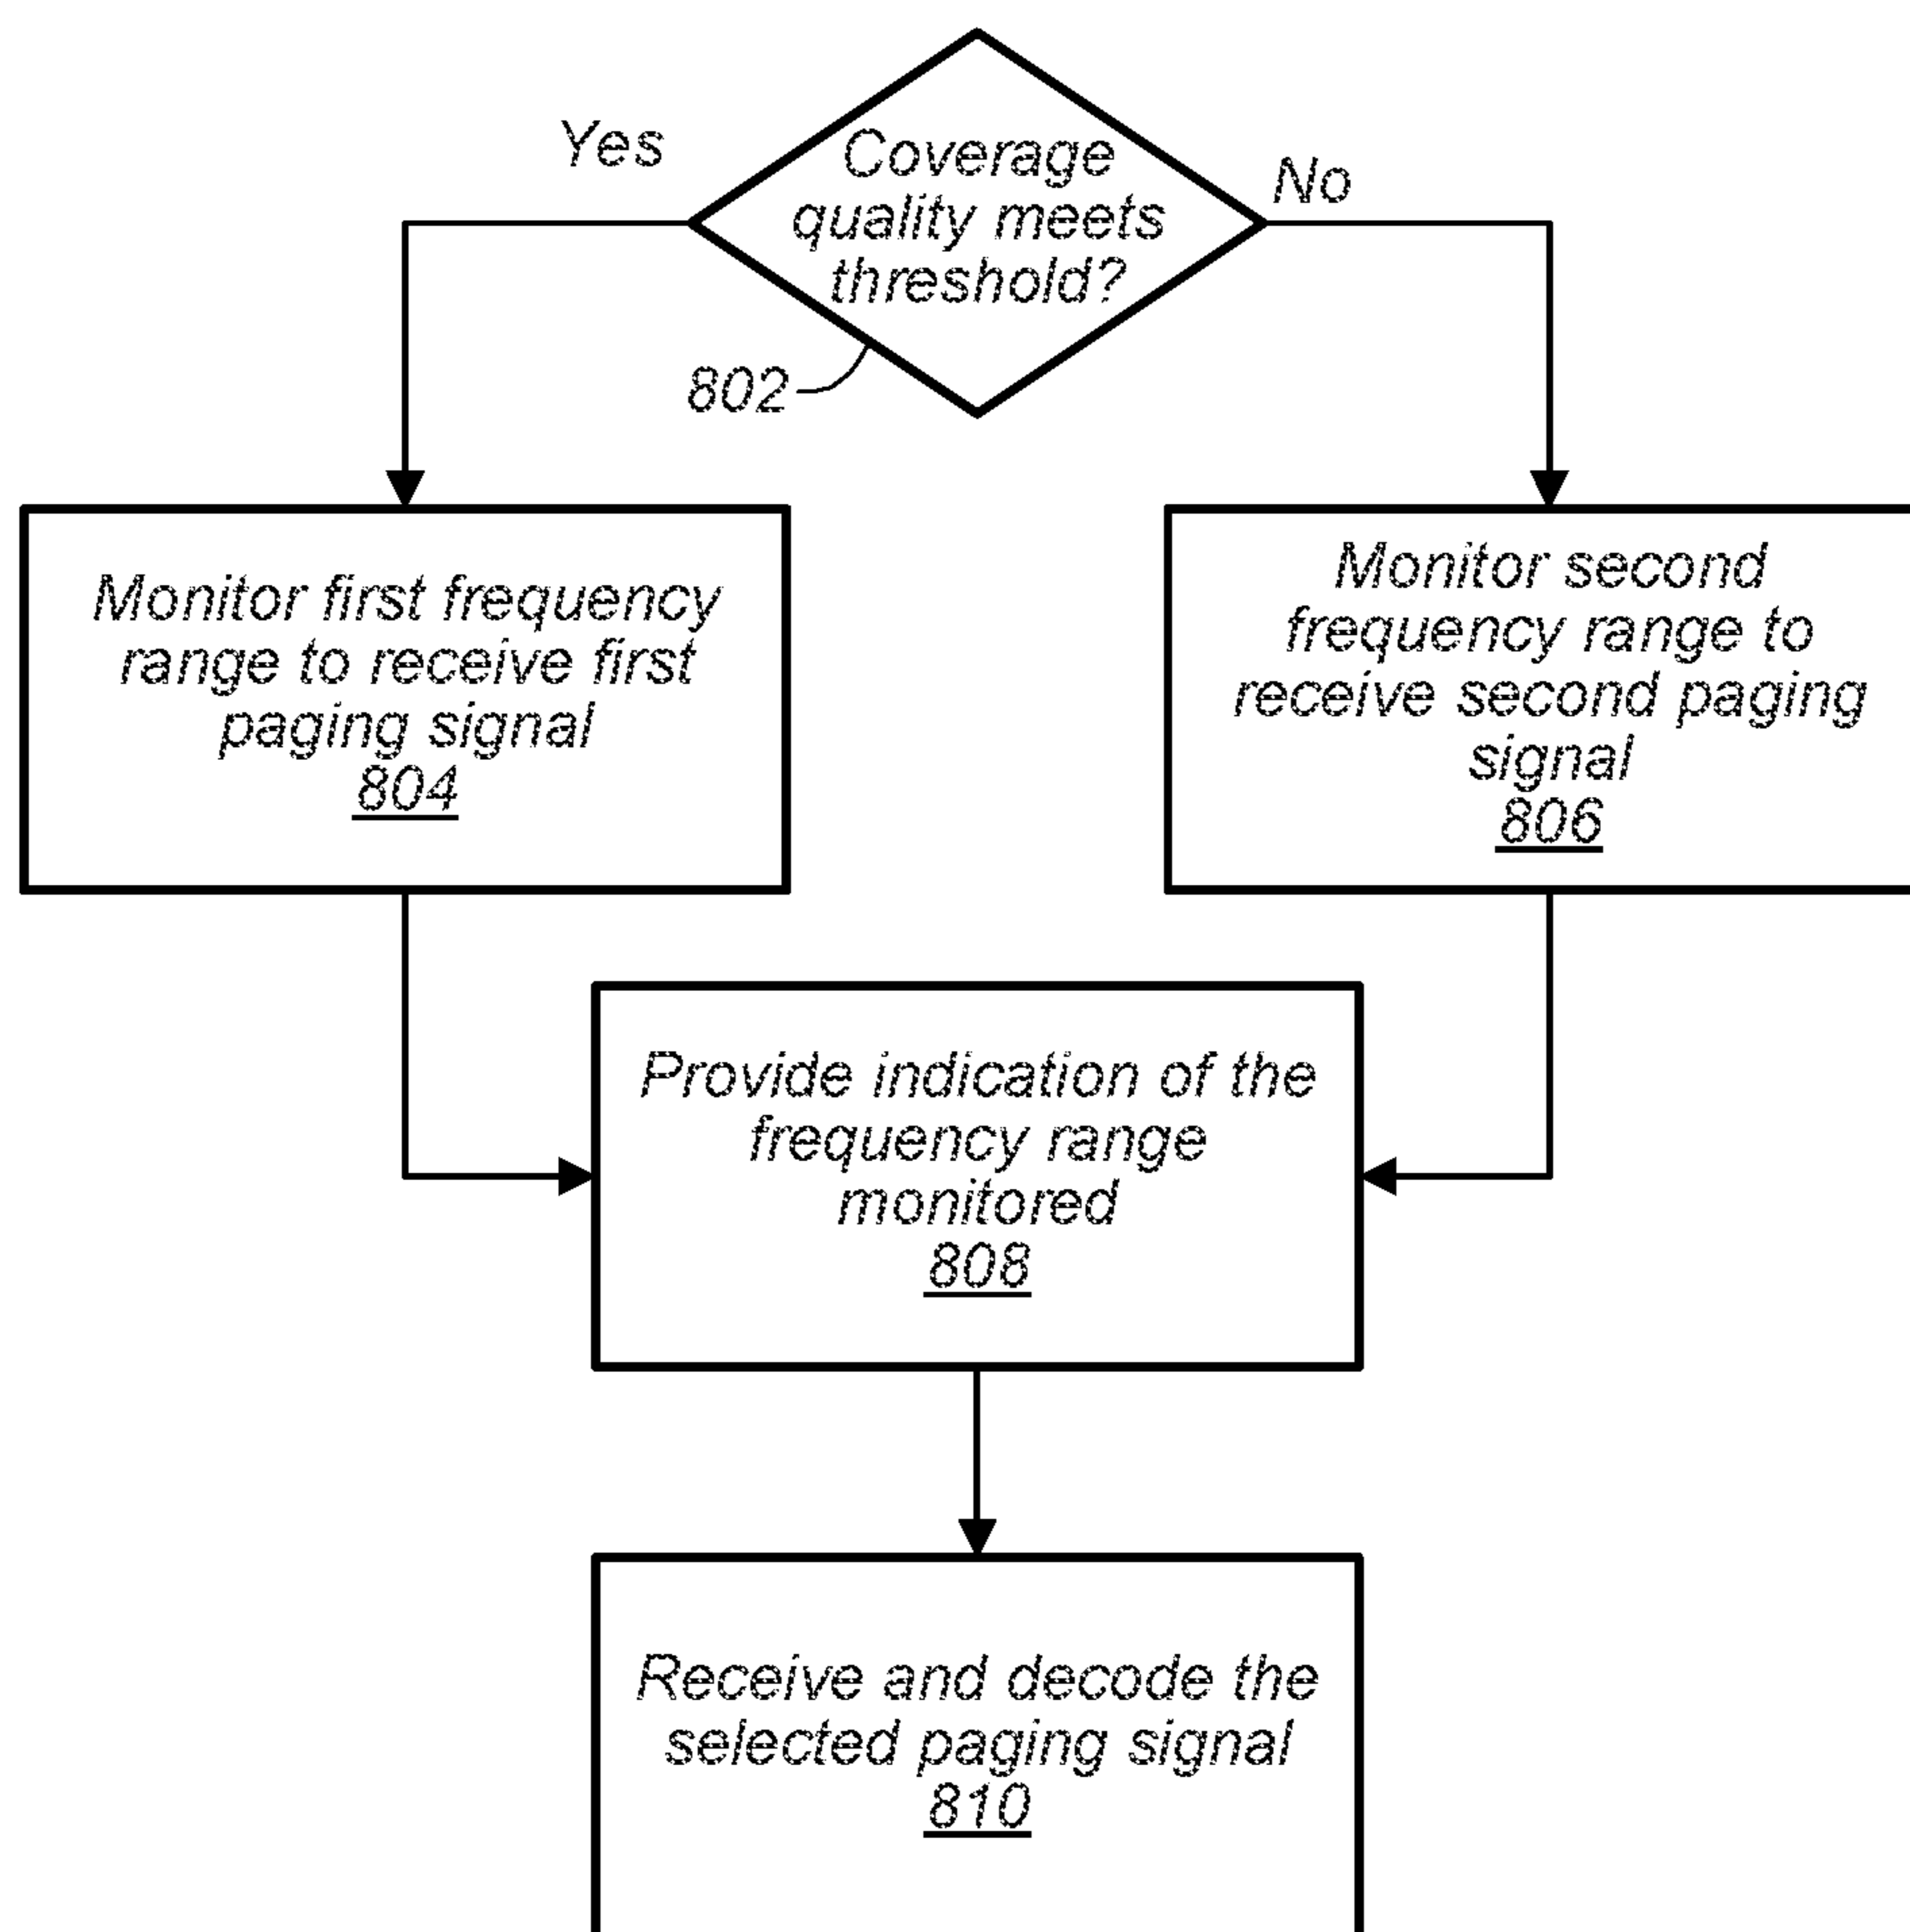 Yes
Coverage
quality meets
threshold?
No
802
Monitor first frequency
range to receive first
paging signal
804
Monitor second
frequency range to
receive second paging
signal
806
Provide indication of the
frequency range
monitored
808
Receive and decode the
selected paging signal
810